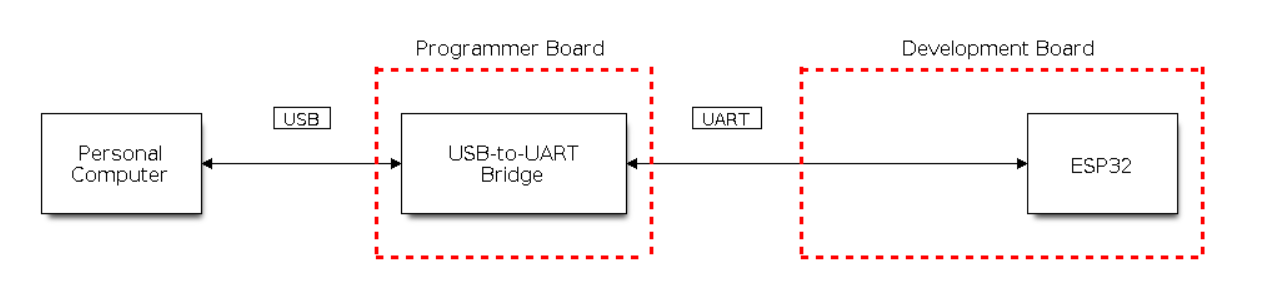 Programmer Board
Development Board
USB
UART
Personal
Computer
USB-to-UART
Bridge
ESP32